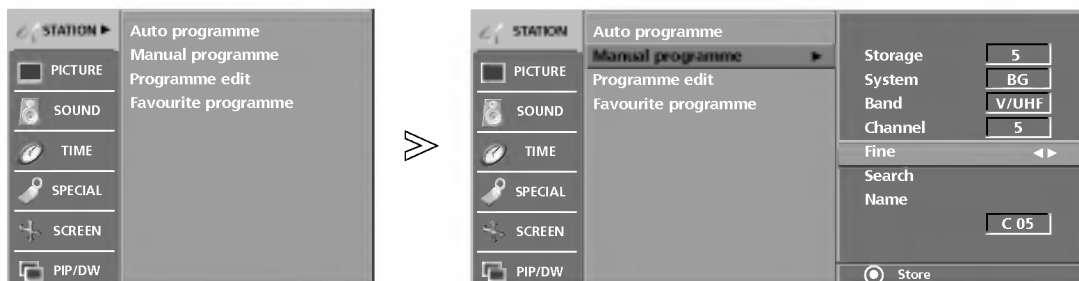 STATION
Auto programme
Manual programme
Programme edit
Favourite programme
PICTURE
SOUND
TIME
SPECIAL
SCREEN
PIP/DW
STATION
Auto programme
Manual programme
Programme edit
Favourite programme
PICTURE
SOUND
TIME
SPECIAL
SCREEN
PIP/DW
Storage 5
System BG
Band V/UHF
Channel 5
Fine
Search
Name
C 05
Store